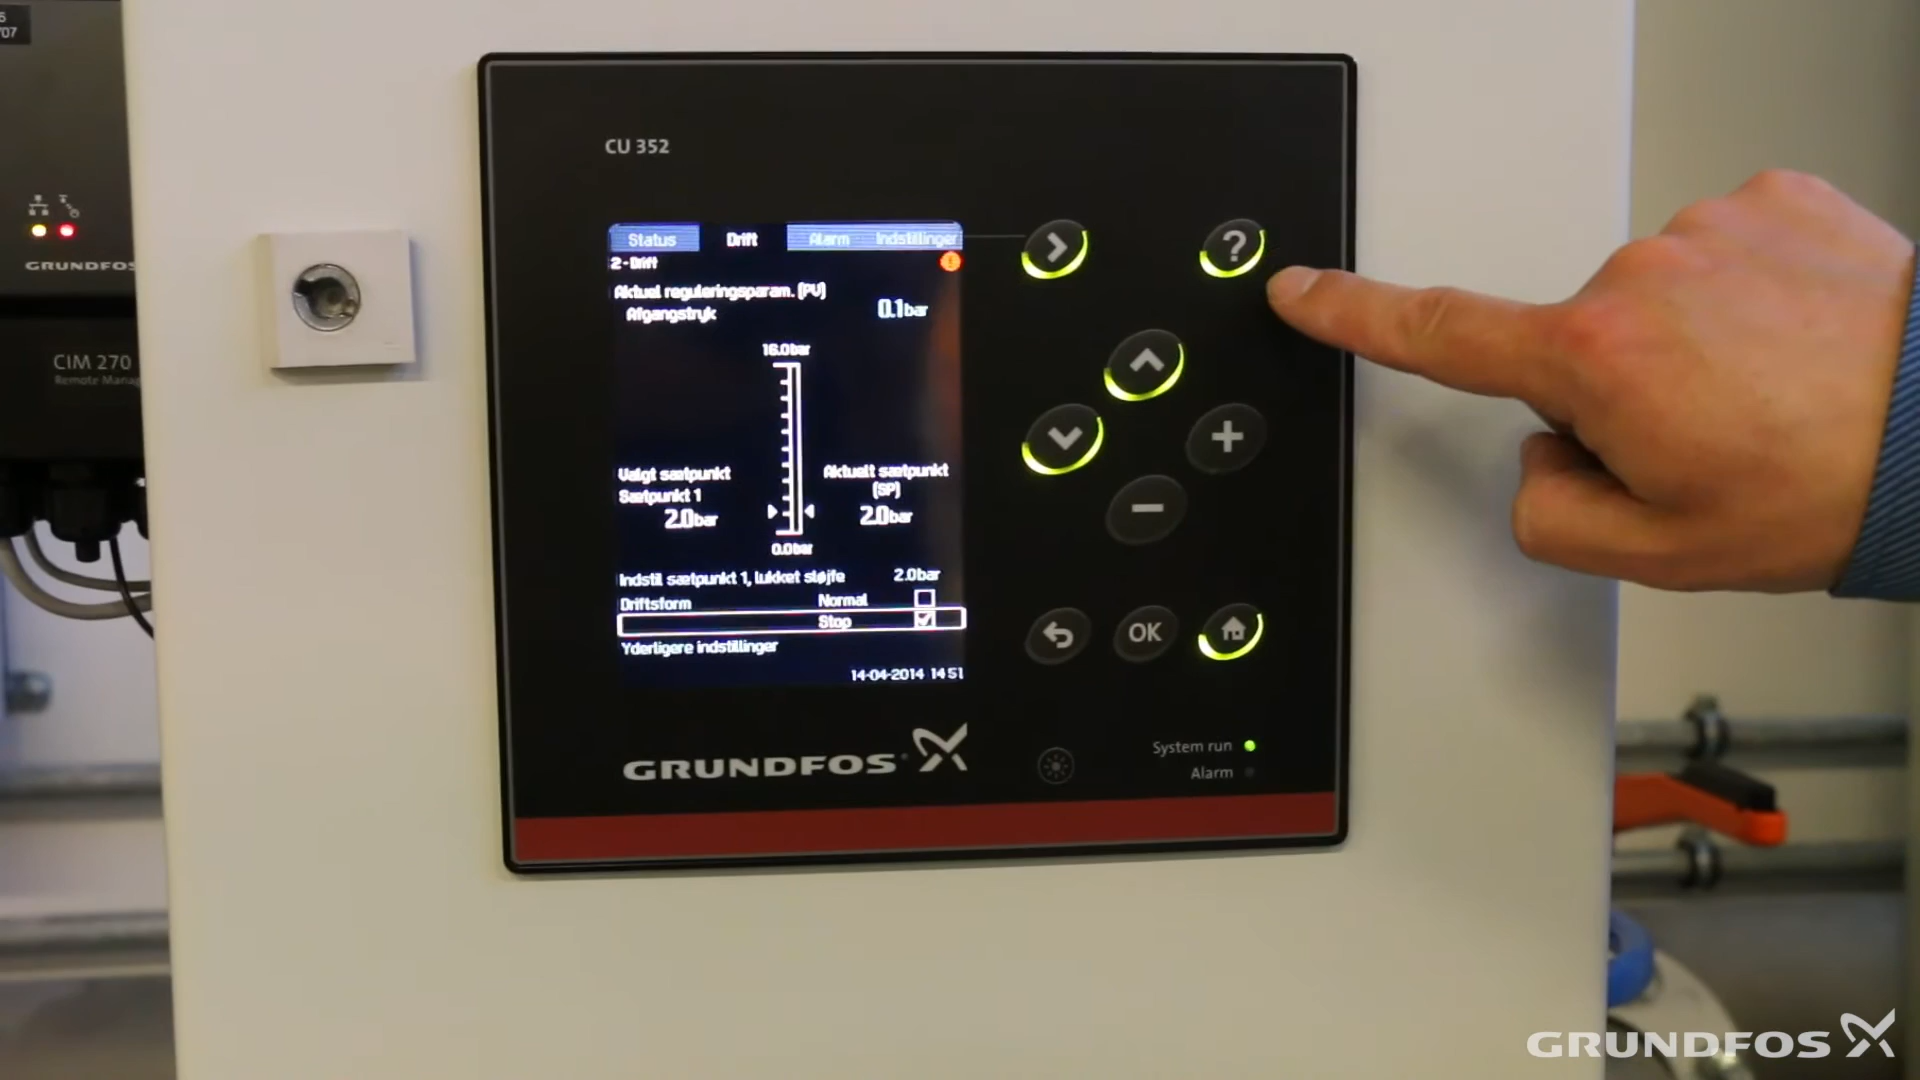 07
GRUNDFOS
CIM 270
CU 352
Status Drift Alarm Indstillinger
2 - Drift
Aktuel reguleringsparam. (PV)
Afgangstryk 0.1bar
16.0bar
Valgt sætpunkt
Sætpunkt 1
2.0bar
Aktuelt sætpunkt
(SP)
2.0bar
0.0bar
Indstil sætpunkt 1, lukket sløjfe 2.0bar
Driftsform Normal
Stop
Yderligere indstillinger
14-04-2014 14:51
?
OK
GRUNDFOS
System run
Alarm
GRUNDFOS